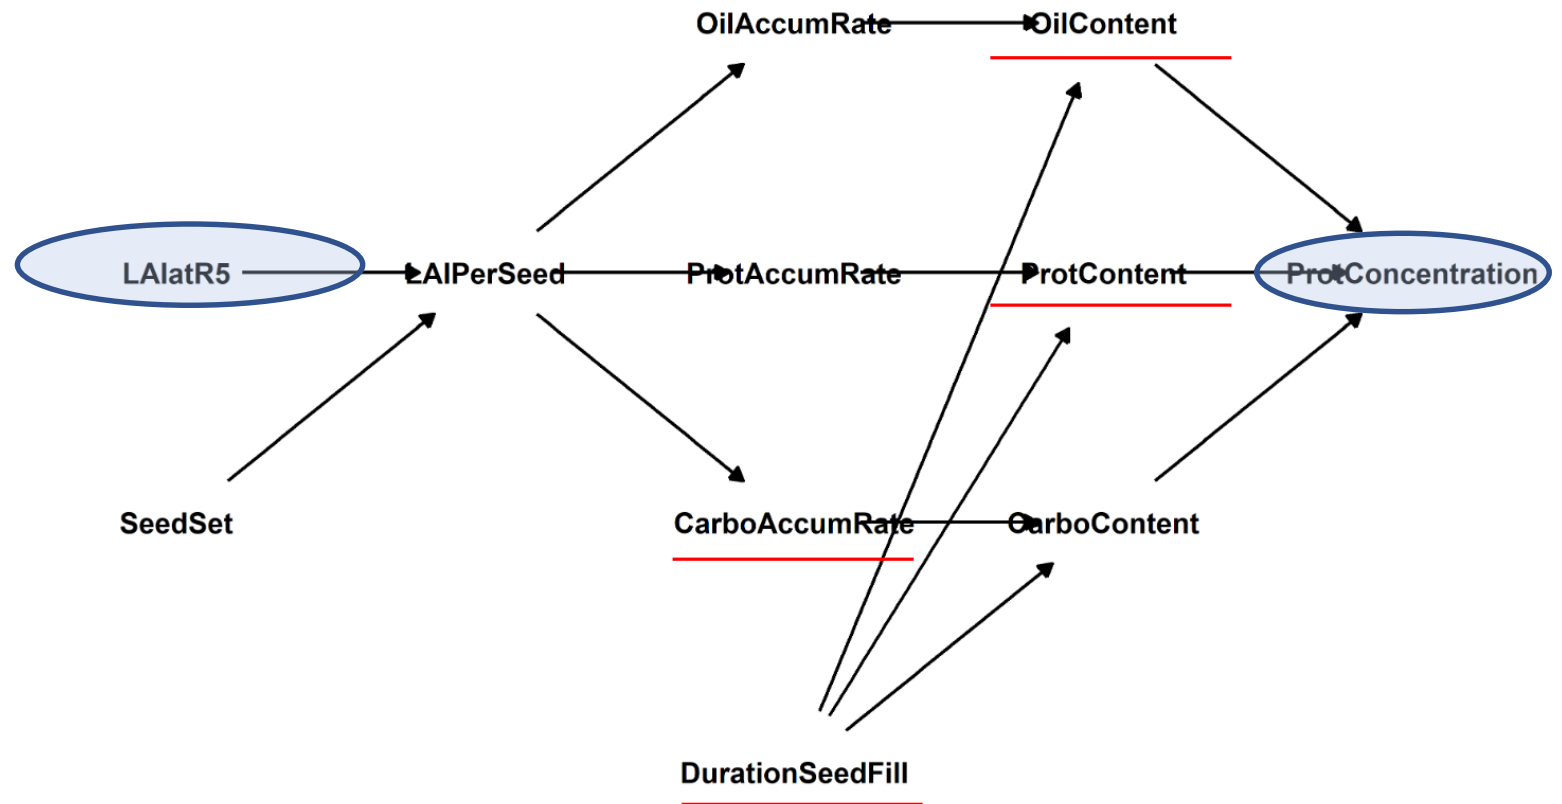 OilAccumRate
OilContent
LAIatR5
LAIPerSeed
ProtAccumRate
ProtContent
ProtConcentration
SeedSet
CarboAccumRate
CarboContent
DurationSeedFill